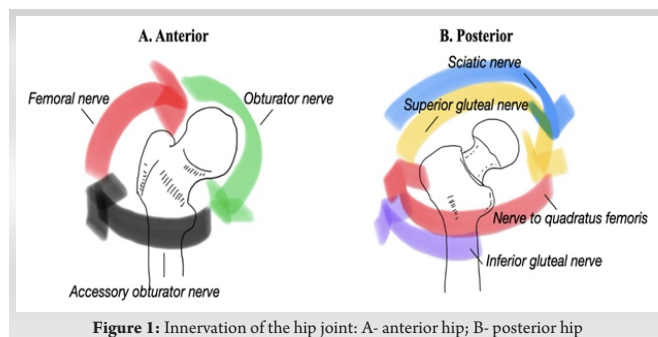 A. Anterior
B. Posterior
Sciatic nerve
Femoral nerve
Obturator nerve
Superior gluteal nerve
Nerve to quadratus femoris
Inferior gluteal nerve
Accessory obturator nerve
Figure 1: Innervation of the hip joint: A- anterior hip; B- posterior hip